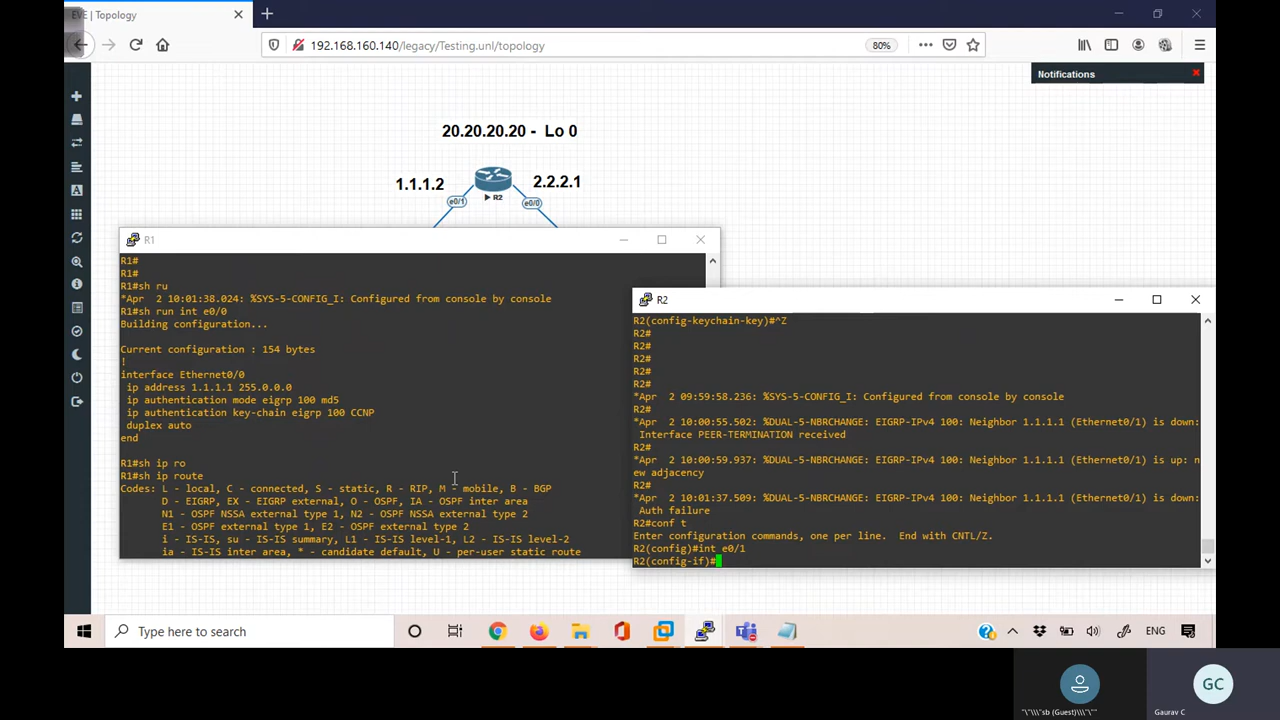 EVE | Topology
192.168.160.140/legacy/Testing.unl/topology
80%
Notifications
20.20.20.20 - Lo 0
1.1.1.2
2.2.2.1
e0/1
R2
e0/0
R1
R1#
R1#
R1#sh ru
*Apr  2 10:01:38.024: %SYS-5-CONFIG_I: Configured from console by console
R1#sh run int e0/0
Building configuration...
Current configuration : 154 bytes
!
interface Ethernet0/0
 ip address 1.1.1.1 255.0.0.0
 ip authentication mode eigrp 100 md5
 ip authentication key-chain eigrp 100 CCNP
 duplex auto
end
R1#sh ip ro
R1#sh ip route
Codes: L - local, C - connected, S - static, R - RIP, M - mobile, B - BGP
D - EIGRP, EX - EIGRP external, O - OSPF, IA - OSPF inter area
N1 - OSPF NSSA external type 1, N2 - OSPF NSSA external type 2
E1 - OSPF external type 1, E2 - OSPF external type 2
i - IS-IS, su - IS-IS summary, L1 - IS-IS level-1, L2 - IS-IS level-2
ia - IS-IS inter area, * - candidate default, U - per-user static route
R2
R2(config-keychain-key)#^Z
R2#
R2#
R2#
R2#
R2#
*Apr  2 09:59:58.236: %SYS-5-CONFIG_I: Configured from console by console
R2#
*Apr  2 10:00:55.502: %DUAL-5-NBRCHANGE: EIGRP-IPv4 100: Neighbor 1.1.1.1 (Ethernet0/1) is down:
Interface PEER-TERMINATION received
R2#
*Apr  2 10:00:59.937: %DUAL-5-NBRCHANGE: EIGRP-IPv4 100: Neighbor 1.1.1.1 (Ethernet0/1) is up: n
ew adjacency
R2#
*Apr  2 10:01:37.509: %DUAL-5-NBRCHANGE: EIGRP-IPv4 100: Neighbor 1.1.1.1 (Ethernet0/1) is down:
Auth failure
R2#conf t
Enter configuration commands, one per line.  End with CNTL/Z.
R2(config)#int e0/1
R2(config-if)#
Type here to search
ENG
"\"\\\"sb (Guest)\\\"\""
GC
Gaurav C